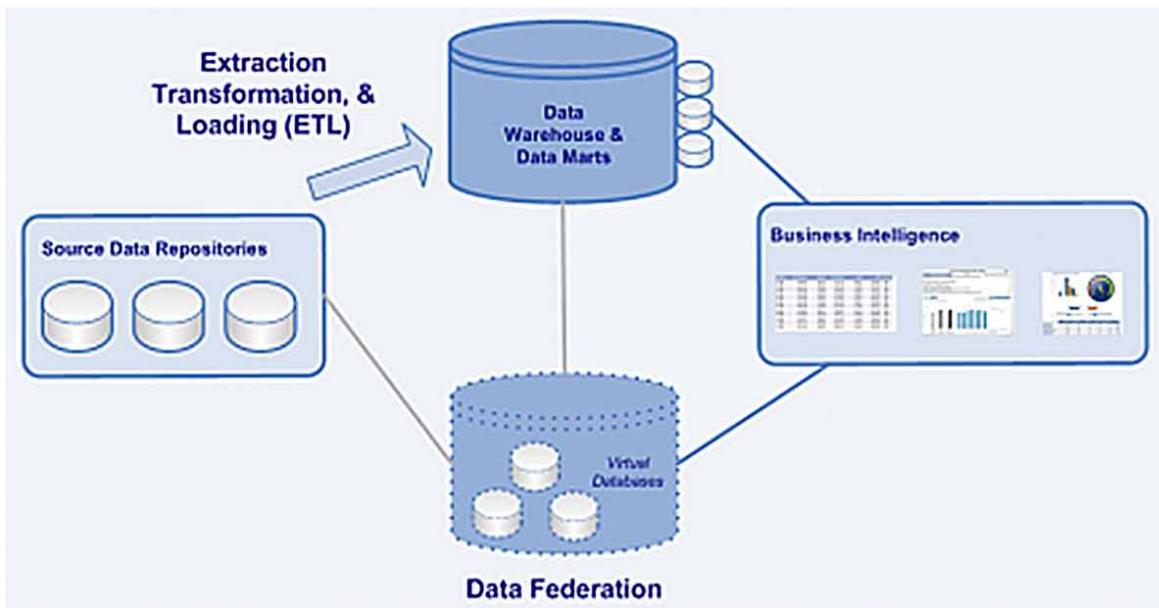 Extraction
Transformation, &
Loading (ETL)
Data
Warehouse &
Data Marts
Source Data Repositories
Business Intelligence
Virtual
Databases
Data Federation